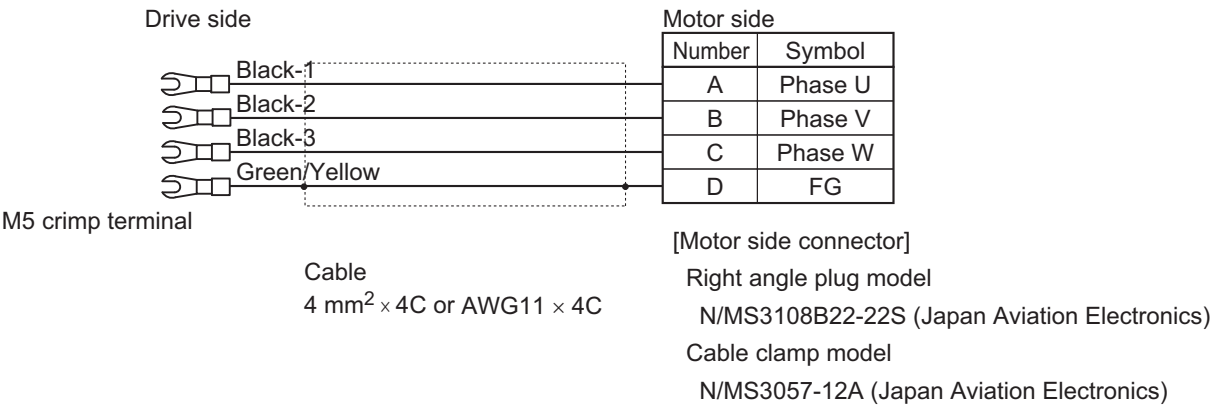 Drive side
Motor side
Number Symbol
Black-1
A Phase U
Black-2
B Phase V
Black-3
C Phase W
Green/Yellow
D FG
M5 crimp terminal
[Motor side connector]
Cable
Right angle plug model
4 mm² × 4C or AWG11 × 4C
N/MS3108B22-22S (Japan Aviation Electronics)
Cable clamp model
N/MS3057-12A (Japan Aviation Electronics)